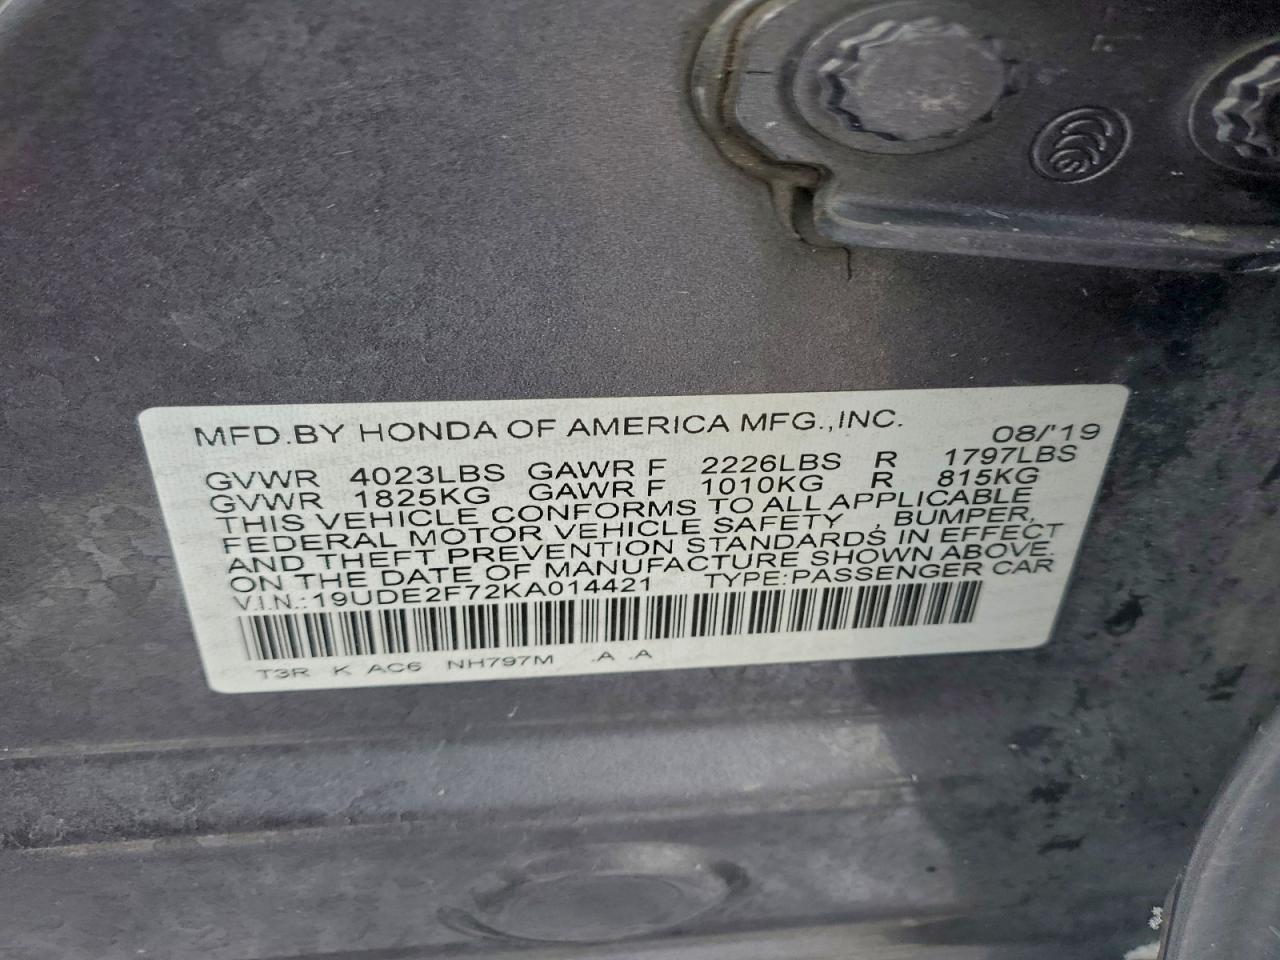 MFD.BY HONDA OF AMERICA MFG.,INC. 08/'19
GVWR 4023LBS GAWR F 2226LBS R 1797LBS
GVWR 1825KG GAWR F 1010KG R 815KG
THIS VEHICLE CONFORMS TO ALL APPLICABLE
FEDERAL MOTOR VEHICLE SAFETY , BUMPER,
AND THEFT PREVENTION STANDARDS IN EFFECT
ON THE DATE OF MANUFACTURE SHOWN ABOVE.
V.I.N.:19UDE2F72KA014421 TYPE:PASSENGER CAR
T3R K AC6 NH797M .A .A